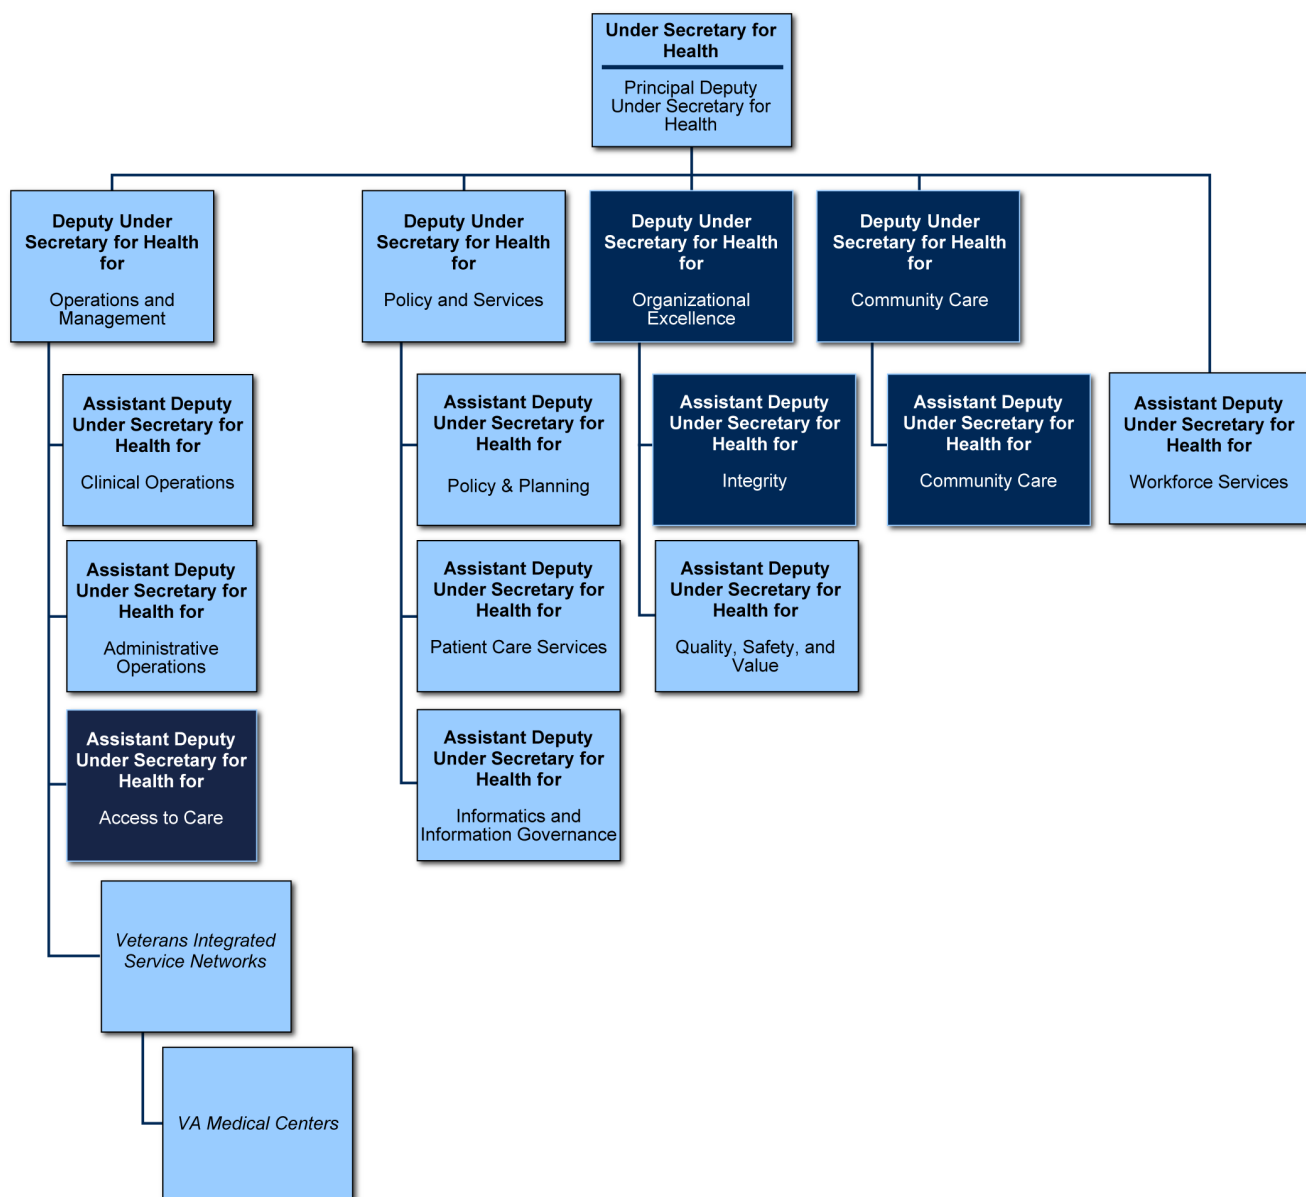 Under Secretary for
Health
Principal Deputy
Under Secretary for
Health
Deputy Under
Secretary for Health
for
Operations and
Management
Deputy Under
Secretary for Health
for
Policy and Services
Deputy Under
Secretary for Health
for
Organizational
Excellence
Deputy Under
Secretary for Health
for
Community Care
Assistant Deputy
Under Secretary for
Health for
Clinical Operations
Assistant Deputy
Under Secretary for
Health for
Policy & Planning
Assistant Deputy
Under Secretary for
Health for
Integrity
Assistant Deputy
Under Secretary for
Health for
Community Care
Assistant Deputy
Under Secretary for
Health for
Workforce Services
Assistant Deputy
Under Secretary for
Health for
Administrative
Operations
Assistant Deputy
Under Secretary for
Health for
Patient Care Services
Assistant Deputy
Under Secretary for
Health for
Quality, Safety, and
Value
Assistant Deputy
Under Secretary for
Health for
Access to Care
Assistant Deputy
Under Secretary for
Health for
Informatics and
Information Governance
Veterans Integrated
Service Networks
VA Medical Centers